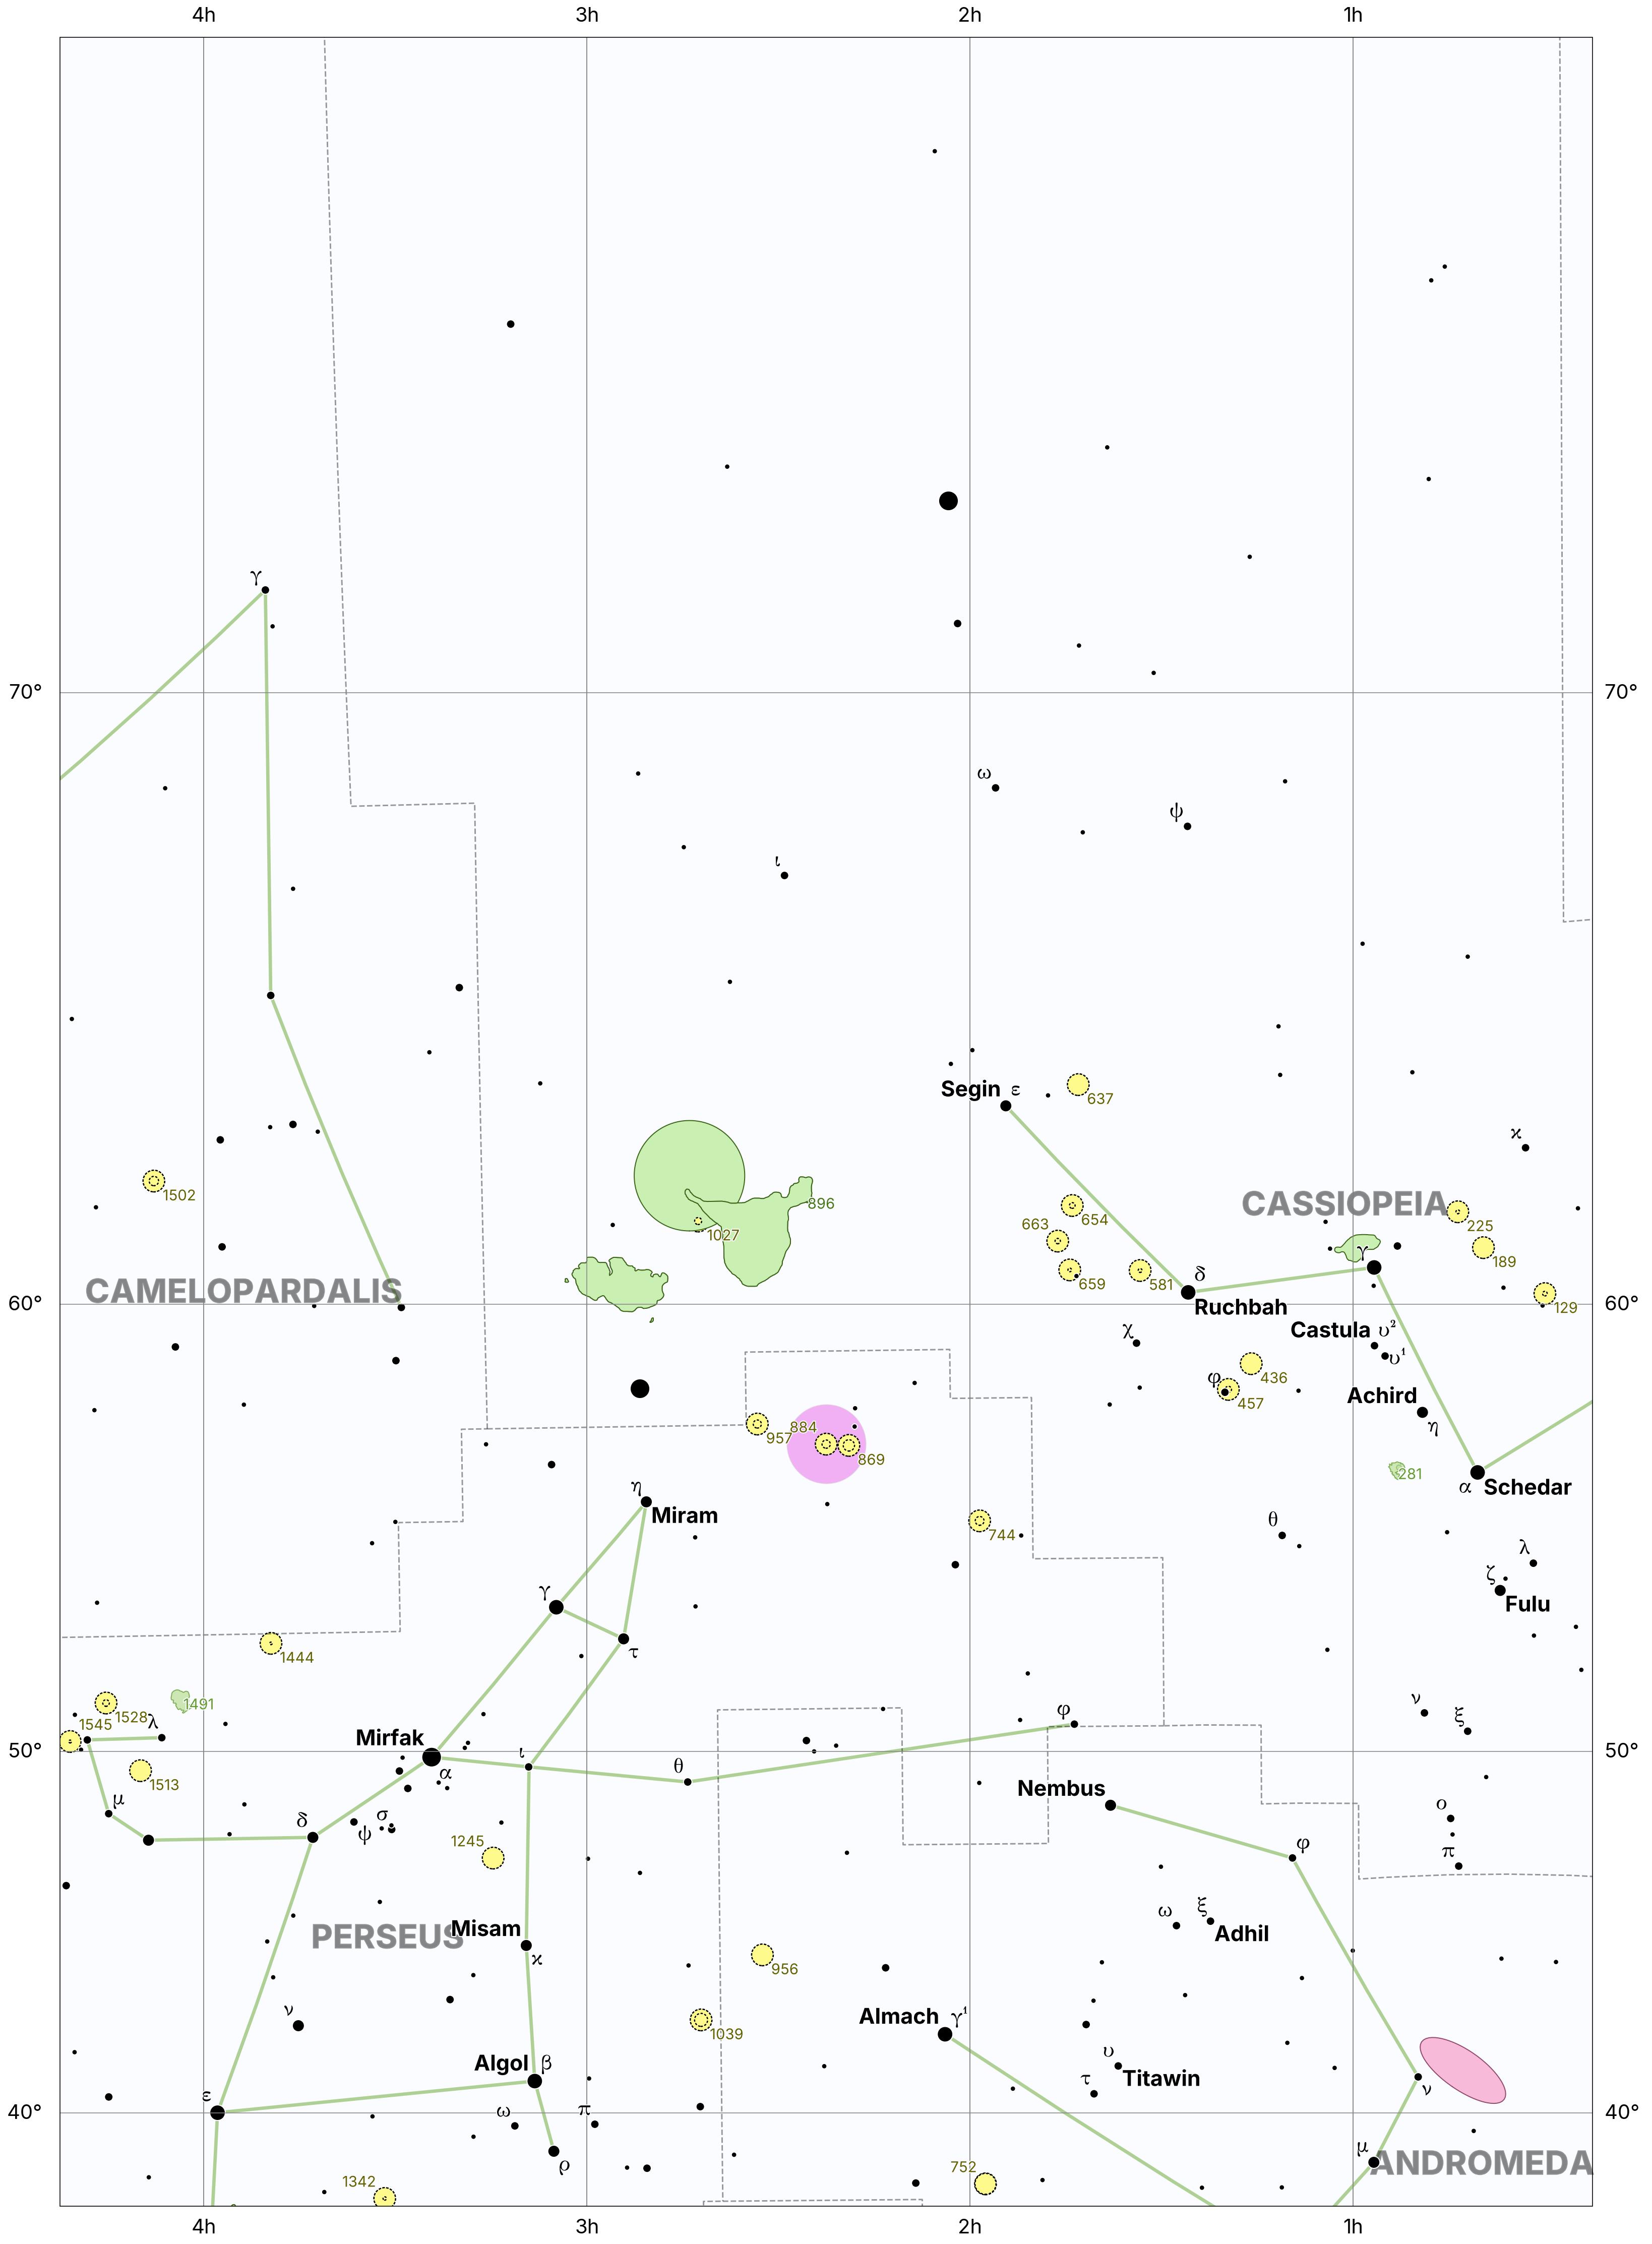 4h 3h 2h 1h
γ
70° 70°
ω
ψ
ι
Segin ε
637
ϰ
1502
896
CASSIOPEIA
654
225
663
1027
γ
189
659
581
δ
CAMELOPARDALIS
60° 60°
Ruchbah
129
χ
Castula υ²
υ¹
φ
436
Achird
457
884
957
η
869
281
α Schedar
η
Miram
θ
744
λ
ζ
γ
Fulu
τ
1444
1491
ν
φ
ξ
1528
1545
λ
Mirfak
50° 50°
ι
θ
α
1513
Nembus
μ
ο
δ
σ
ψ
1245
φ
π
ω
ξ
Misam
Adhil
PERSEUS
ϰ
956
ν
Almach γ¹
1039
υ
Algol β
Titawin
τ
ν
ε
ω
π
40° 40°
μ
ρ
ANDROMEDA
752
1342
4h 3h 2h 1h